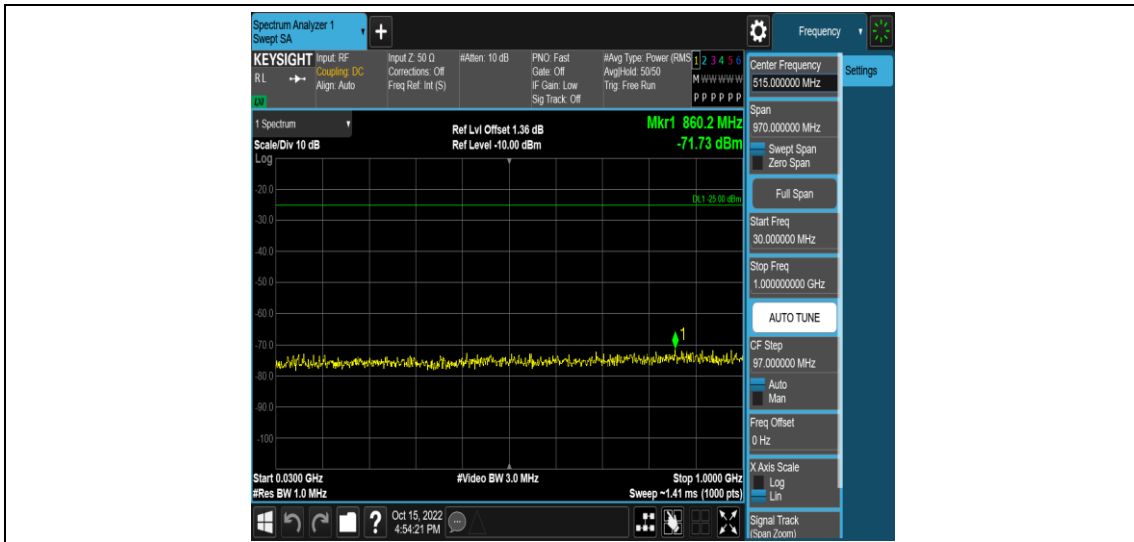 Spectrum Analyzer 1
Swept SA
+
Frequency
KEYSIGHT
RL
LXI
Input: RF
Coupling: DC
Align: Auto
Input Z: 50 Ω
Corrections: Off
Freq Ref: Int (S)
#Atten: 10 dB
PNO: Fast
Gate: Off
IF Gain: Low
Sig Track: Off
#Avg Type: Power (RMS
Avg|Hold: 50/50
Trig: Free Run
1 2 3 4 5 6
M W W W W W
P P P P P P
Center Frequency
515.000000 MHz
Settings
1 Spectrum
Scale/Div 10 dB
Log
Ref Lvl Offset 1.36 dB
Ref Level -10.00 dBm
Mkr1 860.2 MHz
-71.73 dBm
Span
970.000000 MHz
Swept Span
Zero Span
Full Span
DL1 -25.00 dBm
-20.0
-30.0
-40.0
-50.0
-60.0
-70.0
-80.0
-90.0
-100
1
Start Freq
30.000000 MHz
Stop Freq
1.000000000 GHz
AUTO TUNE
CF Step
97.000000 MHz
Auto
Man
Freq Offset
0 Hz
X Axis Scale
Log
Lin
Signal Track
(Span Zoom)
Start 0.0300 GHz
#Res BW 1.0 MHz
#Video BW 3.0 MHz
Stop 1.0000 GHz
Sweep ~1.41 ms (1000 pts)
?
Oct 15, 2022
4:54:21 PM